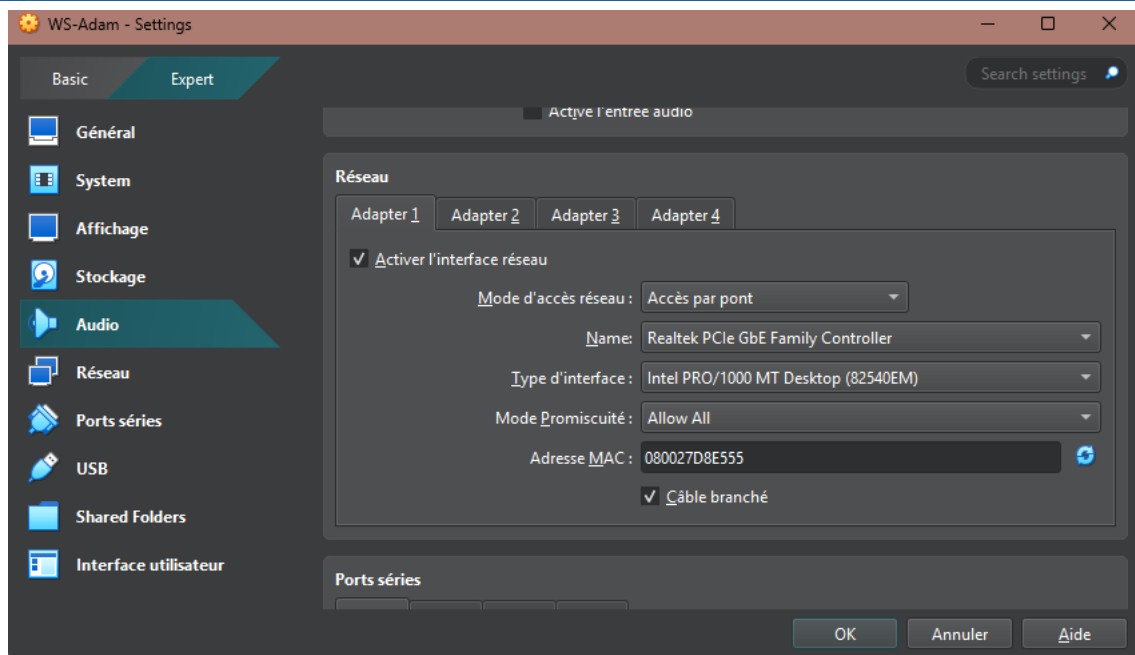 WS-Adam - Settings
Basic Expert Search settings
Active l'entrée audio
Général
System
Affichage
Stockage
Audio
Réseau
Ports séries
USB
Shared Folders
Interface utilisateur
Réseau
Adapter 1 Adapter 2 Adapter 3 Adapter 4
Activer l'interface réseau
Mode d'accès réseau : Accès par pont
Name: Realtek PCIe GbE Family Controller
Type d'interface : Intel PRO/1000 MT Desktop (82540EM)
Mode Promiscuité : Allow All
Adresse MAC : 080027D8E555
Câble branché
Ports séries
OK Annuler Aide